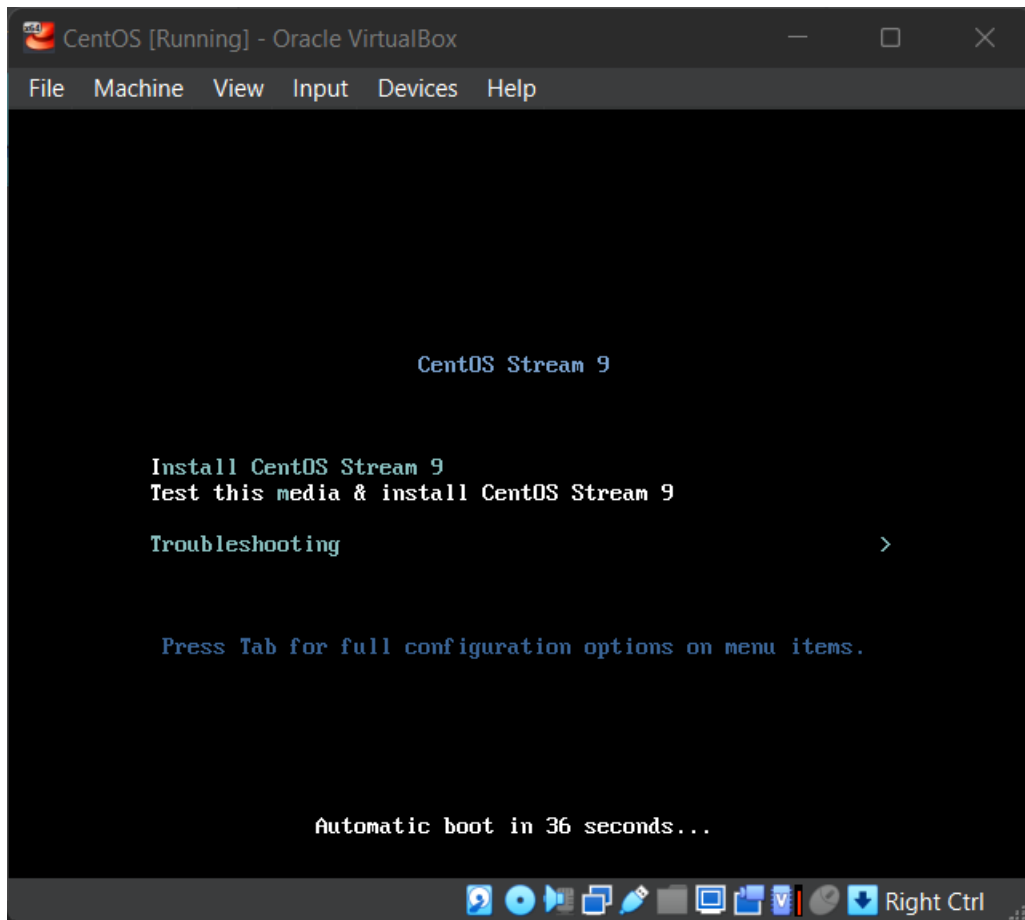 CentOS [Running] - Oracle VirtualBox
File Machine View Input Devices Help
CentOS Stream 9
Install CentOS Stream 9
Test this media & install CentOS Stream 9
Troubleshooting >
Press Tab for full configuration options on menu items.
Automatic boot in 36 seconds...
Right Ctrl